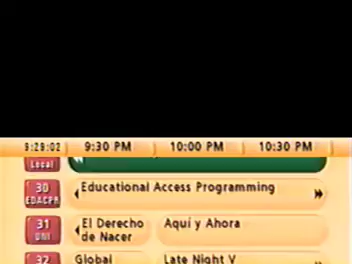 9:29:02 9:30 PM 10:00 PM 10:30 PM
Local
30 Educational Access Programming
EDACPR
31 El Derecho Aquí y Ahora
UNI de Nacer
32 Global Late Night V